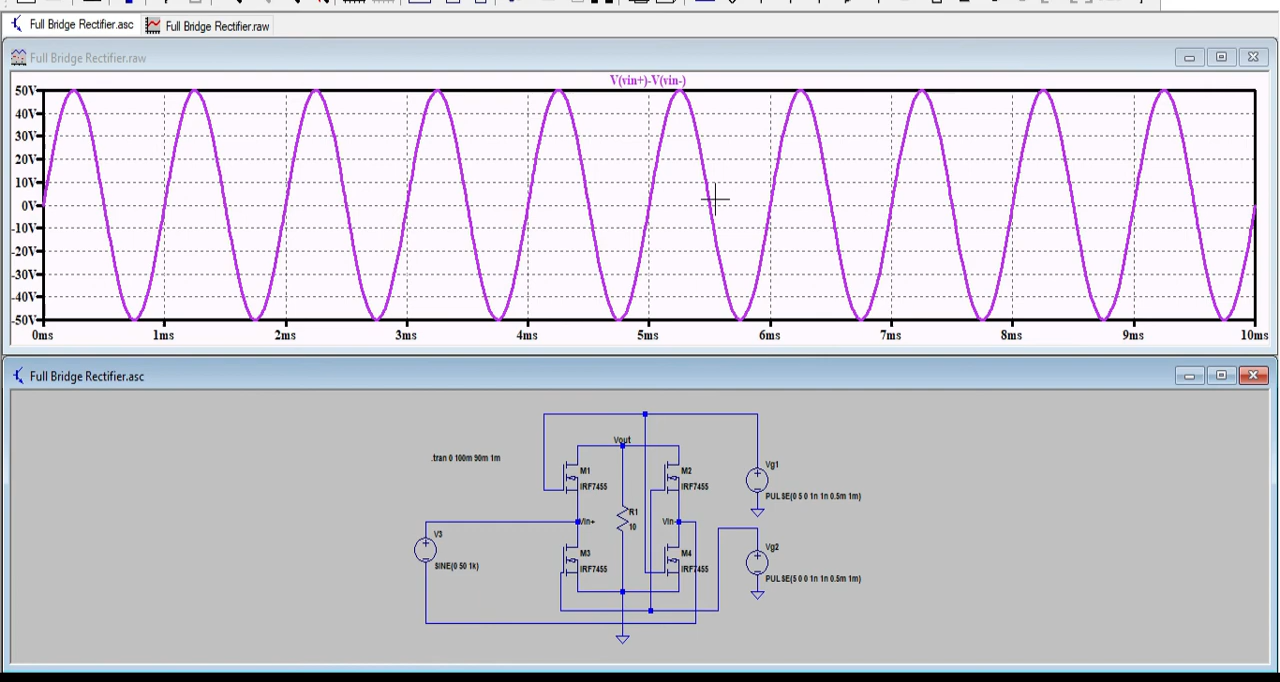 Full Bridge Rectifier.asc
Full Bridge Rectifier.raw
Full Bridge Rectifier.raw
V(vin+)-V(vin-)
50V
40V
30V
20V
10V
0V
-10V
-20V
-30V
-40V
-50V
0ms
1ms
2ms
3ms
4ms
5ms
6ms
7ms
8ms
9ms
10ms
Full Bridge Rectifier.asc
Vout
.tran 0 100m 90m 1m
M1
IRF7455
M2
IRF7455
Vg1
PULSE(0 5 0 1n 1n 0.5m 1m)
Vin+
R1
10
Vin-
V3
SINE(0 50 1k)
M3
IRF7455
M4
IRF7455
Vg2
PULSE(5 0 0 1n 1n 0.5m 1m)